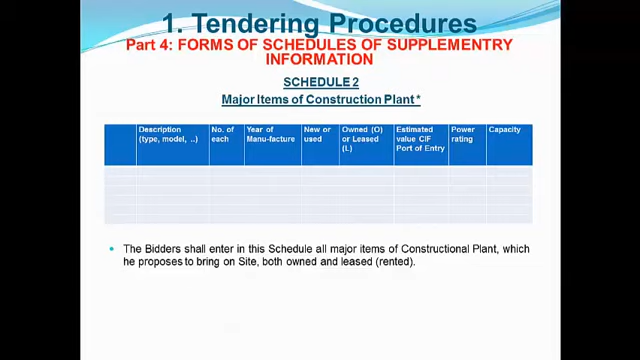 1. Tendering Procedures
Part 4: FORMS OF SCHEDULES OF SUPPLEMENTRY
INFORMATION
SCHEDULE 2
Major Items of Construction Plant *
Description (type, model, ..) No. of each Year of Manu-facture New or used Owned (O) or Leased (L) Estimated value CIF Port of Entry Power rating Capacity
• The Bidders shall enter in this Schedule all major items of Constructional Plant, which
he proposes to bring on Site, both owned and leased (rented).